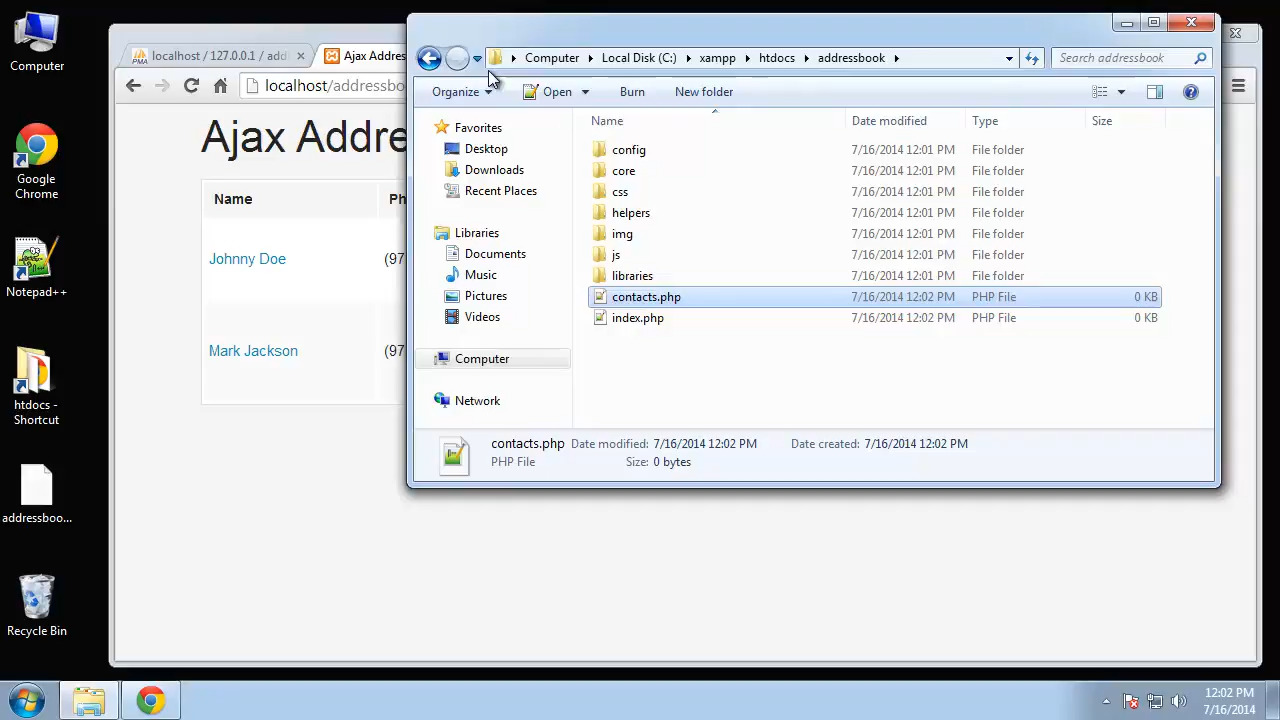 Computer
Google
Chrome
Notepad++
htdocs -
Shortcut
addressboo...
Recycle Bin
localhost / 127.0.0.1 / add
Ajax Addres
localhost/addressbo
Ajax Addre
Name
Ph
Johnny Doe
(97
Mark Jackson
(97
Computer
Local Disk (C:)
xampp
htdocs
addressbook
Search addressbook
Organize
Open
Burn
New folder
Favorites
Desktop
Downloads
Recent Places
Libraries
Documents
Music
Pictures
Videos
Computer
Network
Name Date modified Type Size
config 7/16/2014 12:01 PM File folder
core 7/16/2014 12:01 PM File folder
css 7/16/2014 12:01 PM File folder
helpers 7/16/2014 12:01 PM File folder
img 7/16/2014 12:01 PM File folder
js 7/16/2014 12:01 PM File folder
libraries 7/16/2014 12:01 PM File folder
contacts.php 7/16/2014 12:02 PM PHP File 0 KB
index.php 7/16/2014 12:02 PM PHP File 0 KB
contacts.php Date modified: 7/16/2014 12:02 PM Date created: 7/16/2014 12:02 PM
PHP File Size: 0 bytes
12:02 PM
7/16/2014